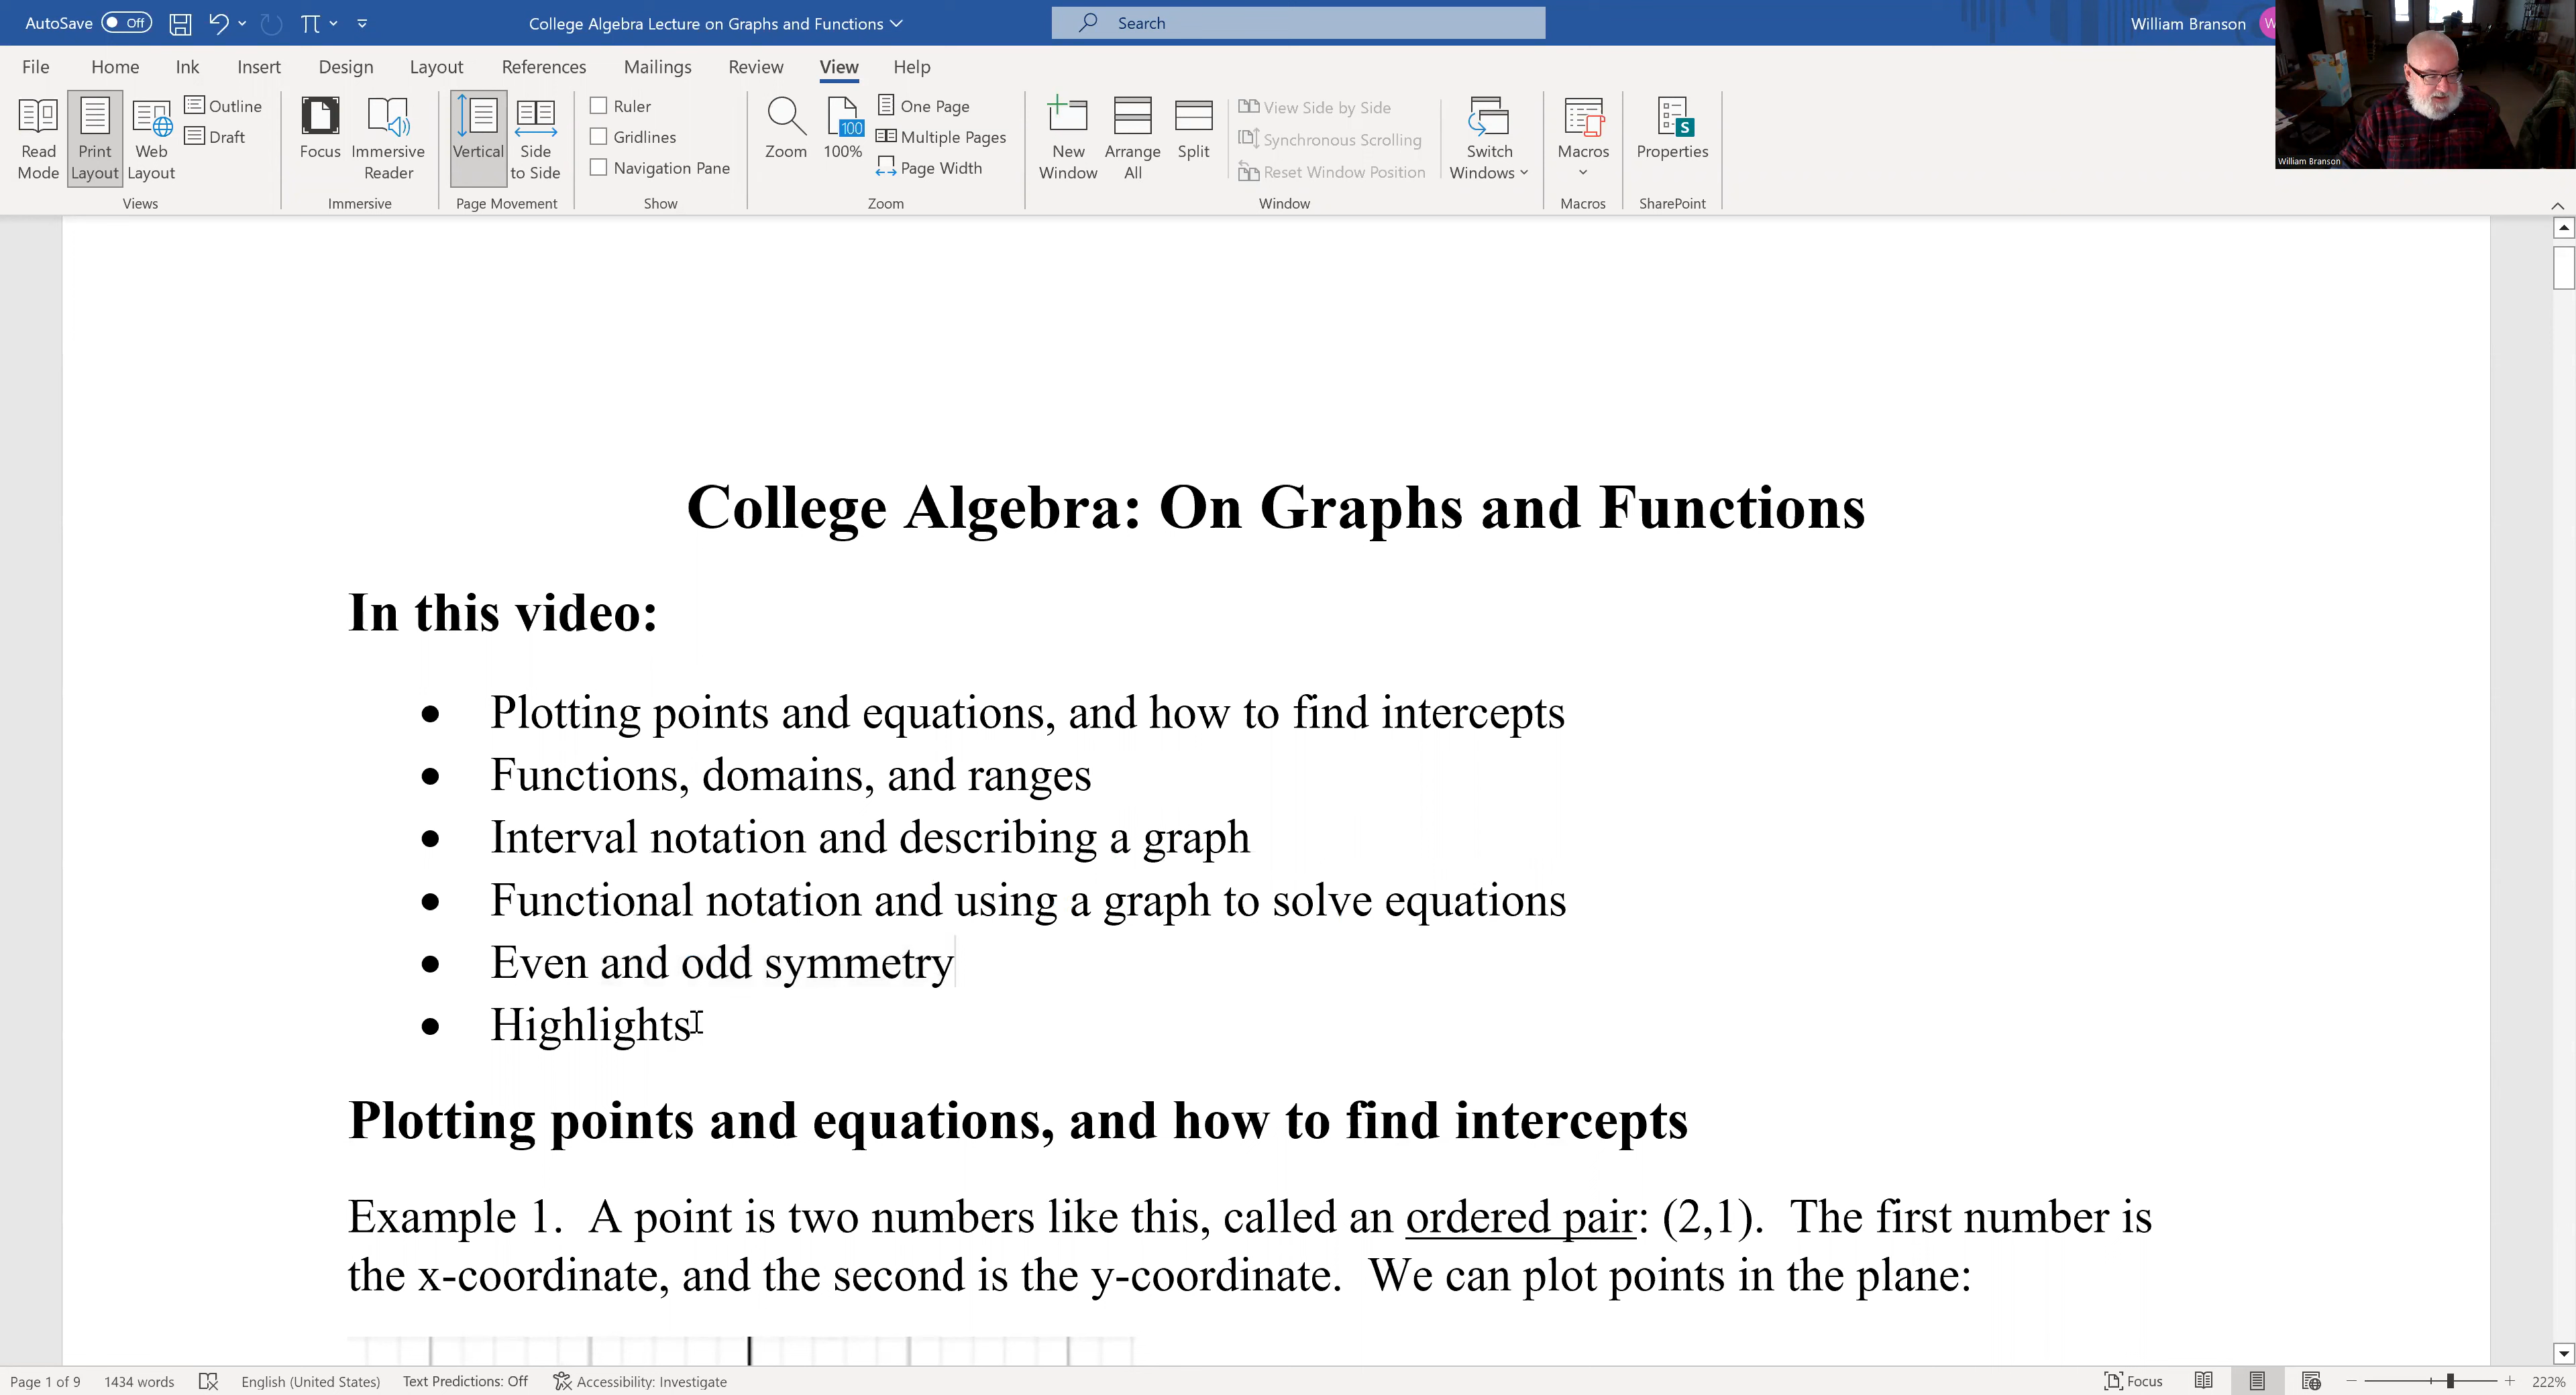 AutoSave Off College Algebra Lecture on Graphs and Functions Search William Branson W
File Home Ink Insert Design Layout References Mailings Review View Help
Read Mode Print Layout Web Layout Outline Draft
Views
Focus Immersive Reader
Immersive
Vertical Side to Side
Page Movement
Ruler
Gridlines
Navigation Pane
Show
Zoom 100 100% One Page Multiple Pages Page Width
Zoom
New Window Arrange All Split View Side by Side Synchronous Scrolling Reset Window Position Switch Windows
Window
Macros
Macros
S Properties
SharePoint
William Branson
College Algebra: On Graphs and Functions
In this video:
• Plotting points and equations, and how to find intercepts
• Functions, domains, and ranges
• Interval notation and describing a graph
• Functional notation and using a graph to solve equations
• Even and odd symmetry
• Highlights
Plotting points and equations, and how to find intercepts
Example 1. A point is two numbers like this, called an ordered pair: (2,1). The first number is
the x-coordinate, and the second is the y-coordinate. We can plot points in the plane:
Page 1 of 9 1434 words English (United States) Text Predictions: Off Accessibility: Investigate Focus 222%